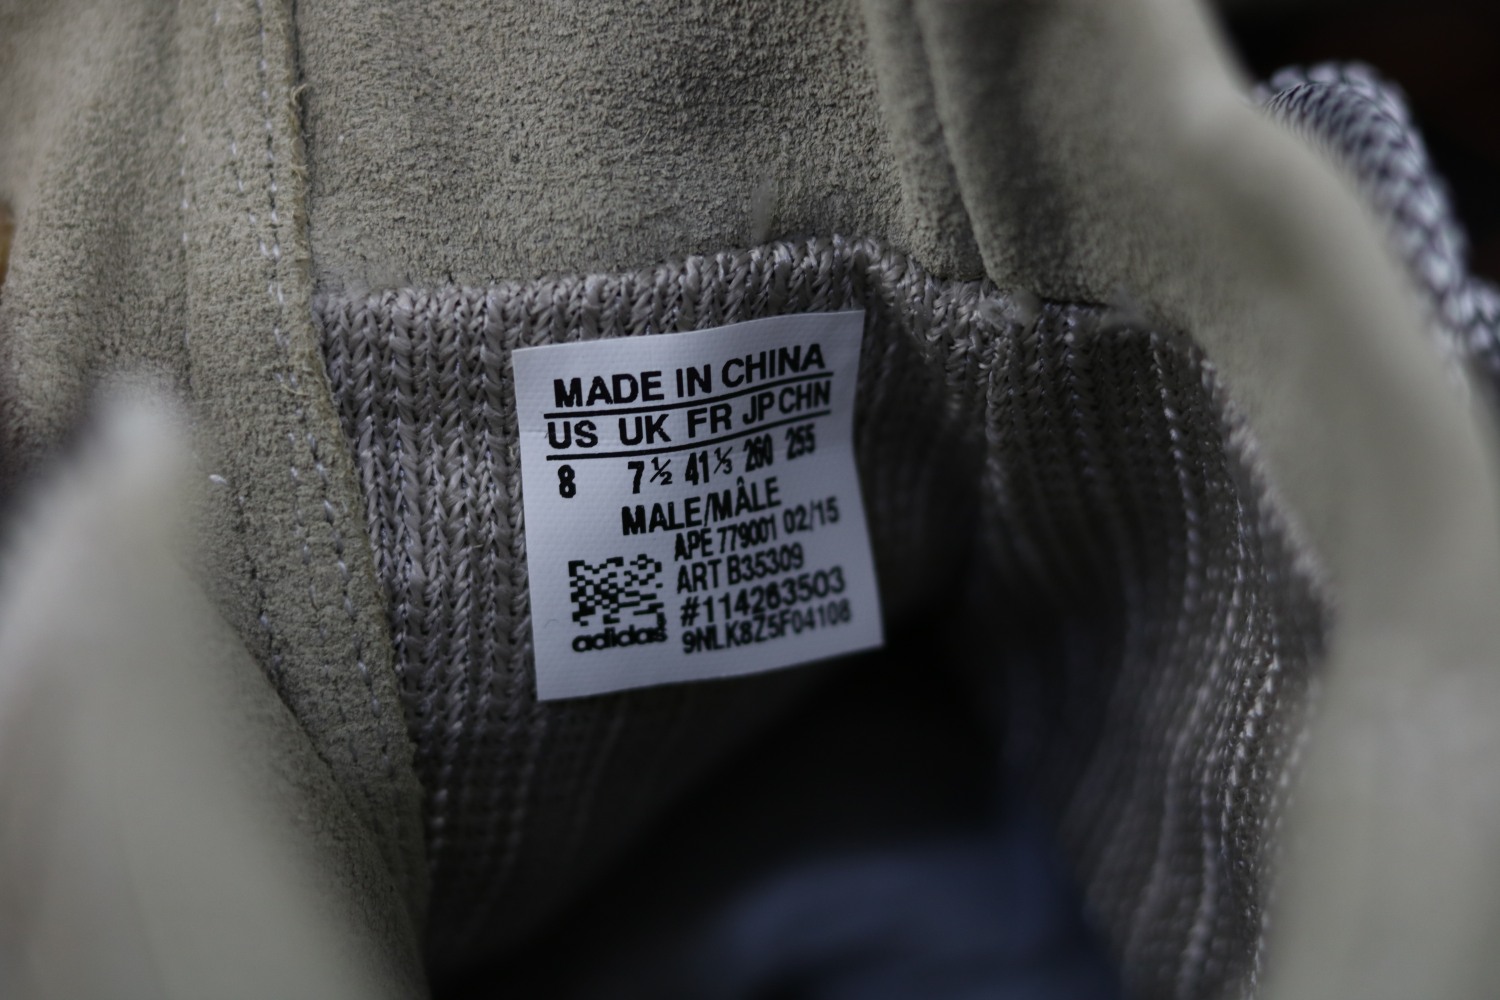 MADE IN CHINA
US UK FR JP CHN
8 7½ 41⅓ 260 255
MALE/MÂLE
APE 779001 02/15
ART B35309
#114263503
9NLK8Z5F04108
adidas